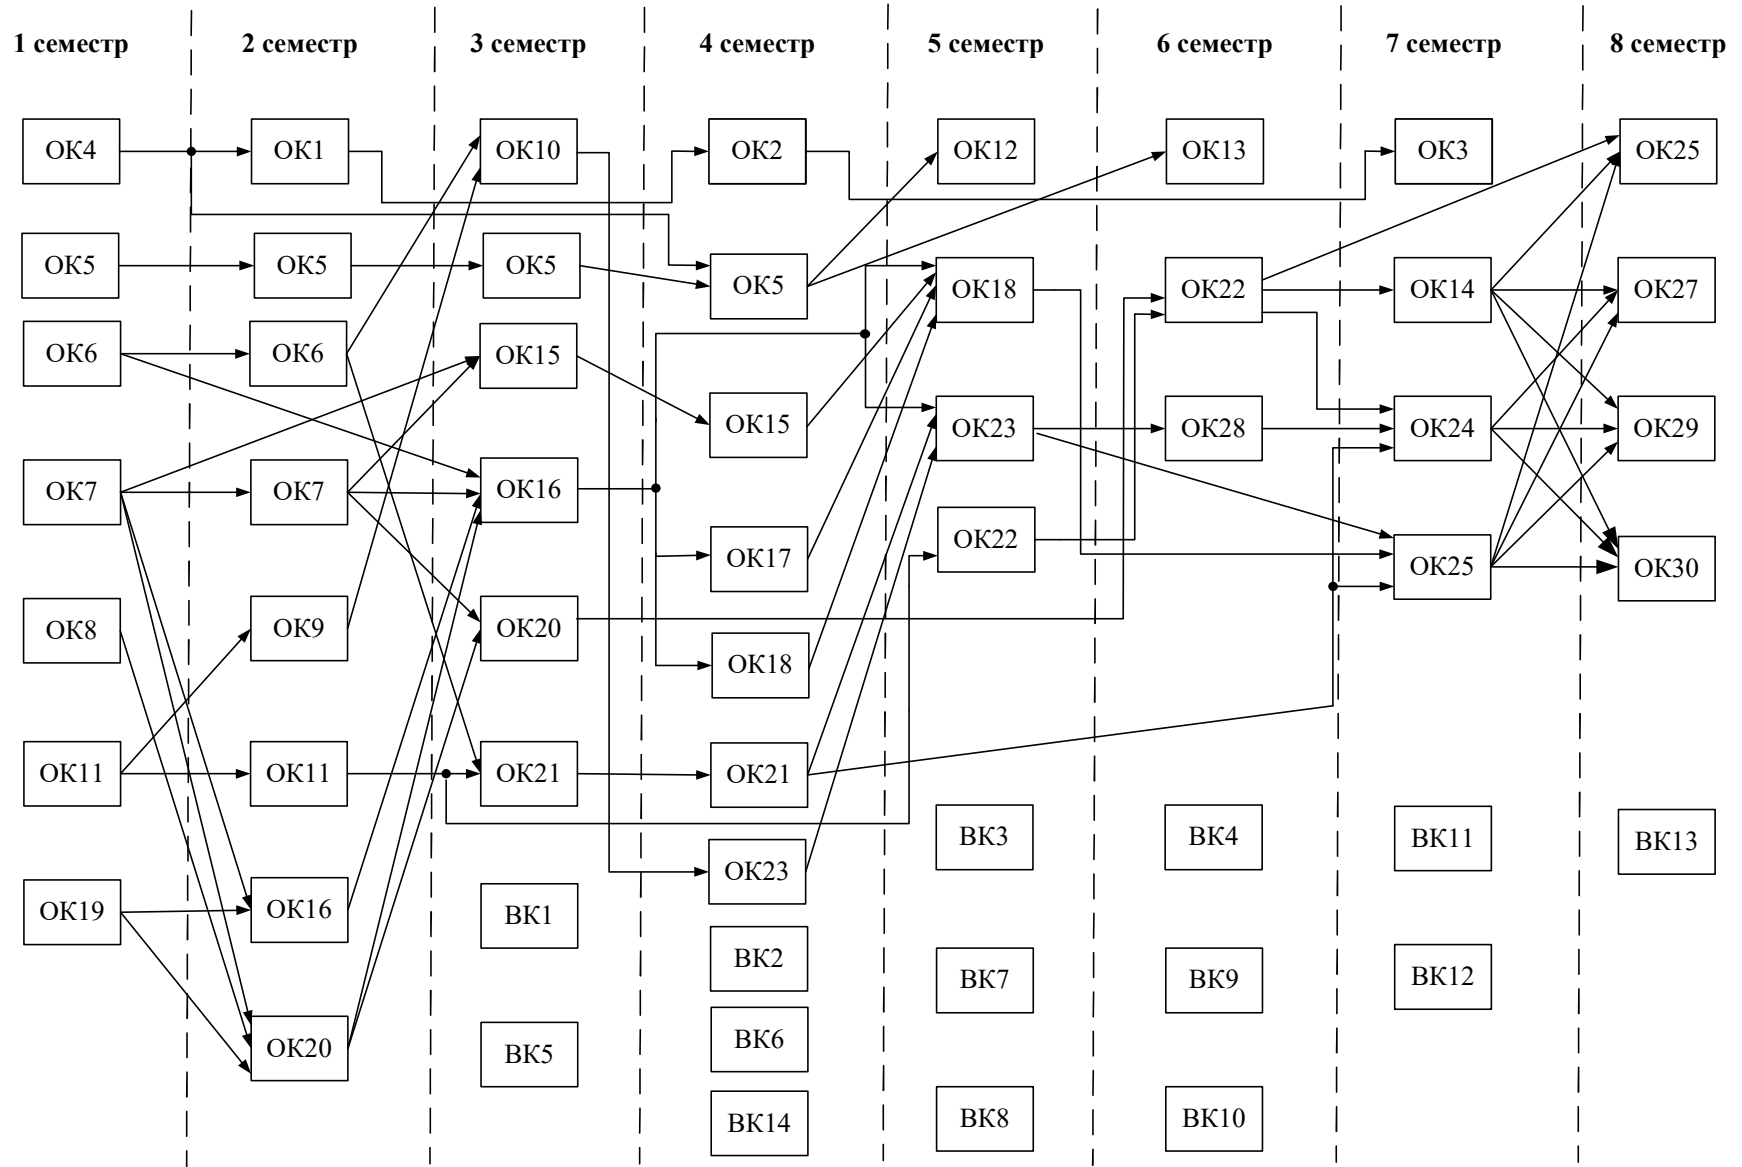 1 семестр 2 семестр 3 семестр 4 семестр 5 семестр 6 семестр 7 семестр 8 семестр
ОК4 ОК1 ОК10 ОК2 ОК12 ОК13 ОК3 ОК25
ОК5 ОК5 ОК5 ОК5 ОК18 ОК22 ОК14 ОК27
ОК6 ОК6 ОК15 ОК15 ОК23 ОК28 ОК24 ОК29
ОК7 ОК7 ОК16 ОК17 ОК22 ОК25 ОК30
ОК8 ОК9 ОК20 ОК18
ОК11 ОК11 ОК21 ОК21 ВК3 ВК4 ВК11 ВК13
ОК19 ОК16 ВК1 ОК23
ВК2 ВК7 ВК9 ВК12
ОК20 ВК5 ВК6
ВК14 ВК8 ВК10